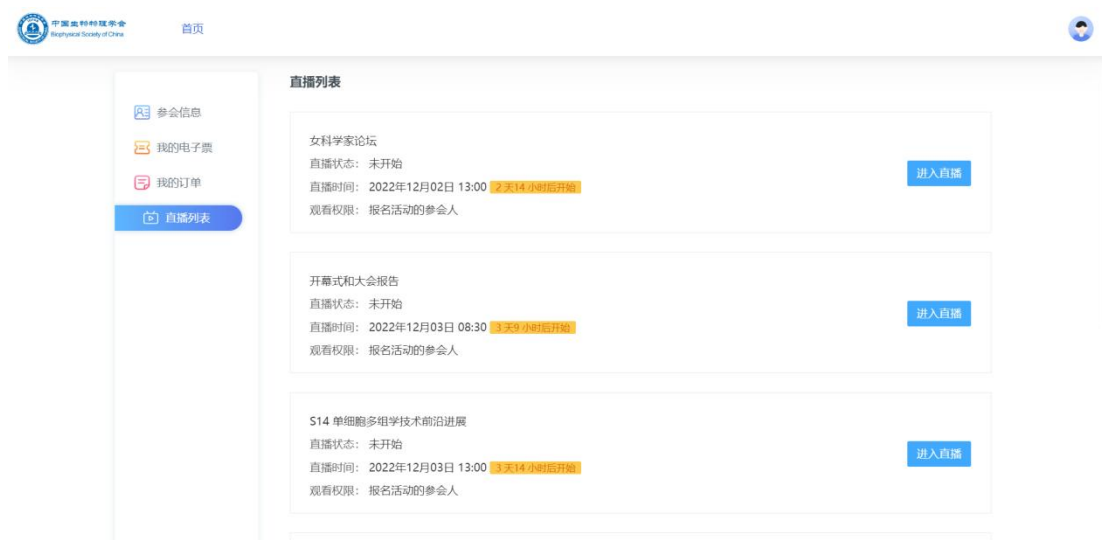 中国生物物理学会
Biophysical Society of China
首页
参会信息
我的电子票
我的订单
直播列表
直播列表
女科学家论坛
直播状态： 未开始
直播时间： 2022年12月02日 13:00 2 天14 小时后开始
观看权限： 报名活动的参会人
进入直播
开幕式和大会报告
直播状态： 未开始
直播时间： 2022年12月03日 08:30 3 天9 小时后开始
观看权限： 报名活动的参会人
进入直播
S14 单细胞多组学技术前沿进展
直播状态： 未开始
直播时间： 2022年12月03日 13:00 3 天14 小时后开始
观看权限： 报名活动的参会人
进入直播